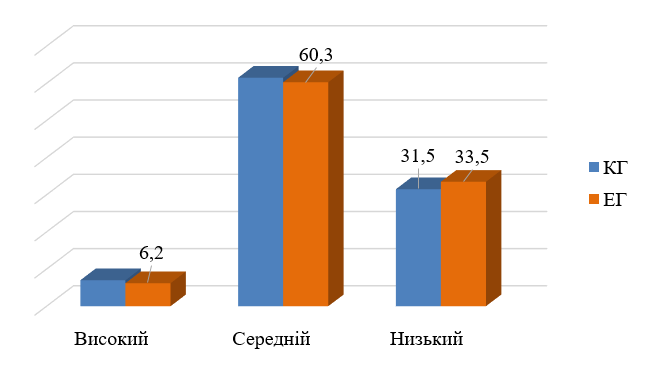 60,3
31,5
33,5
6,2
КГ
ЕГ
Високий
Середній
Низький